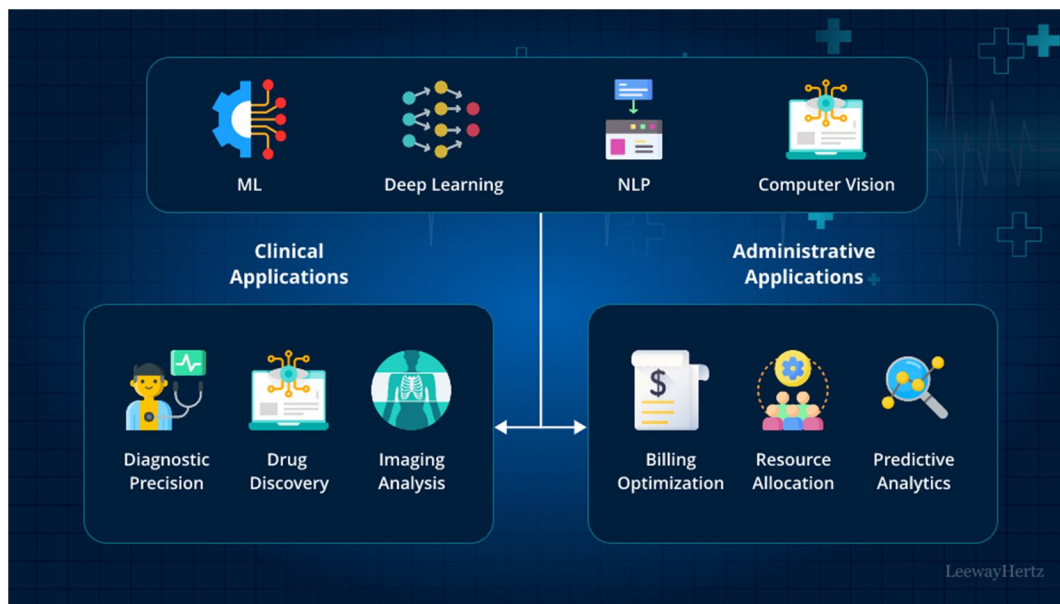 ML
Deep Learning
NLP
Computer Vision
Clinical
Applications
Administrative
Applications
Diagnostic
Precision
Drug
Discovery
Imaging
Analysis
$
Billing
Optimization
Resource
Allocation
Predictive
Analytics
LeewayHertz